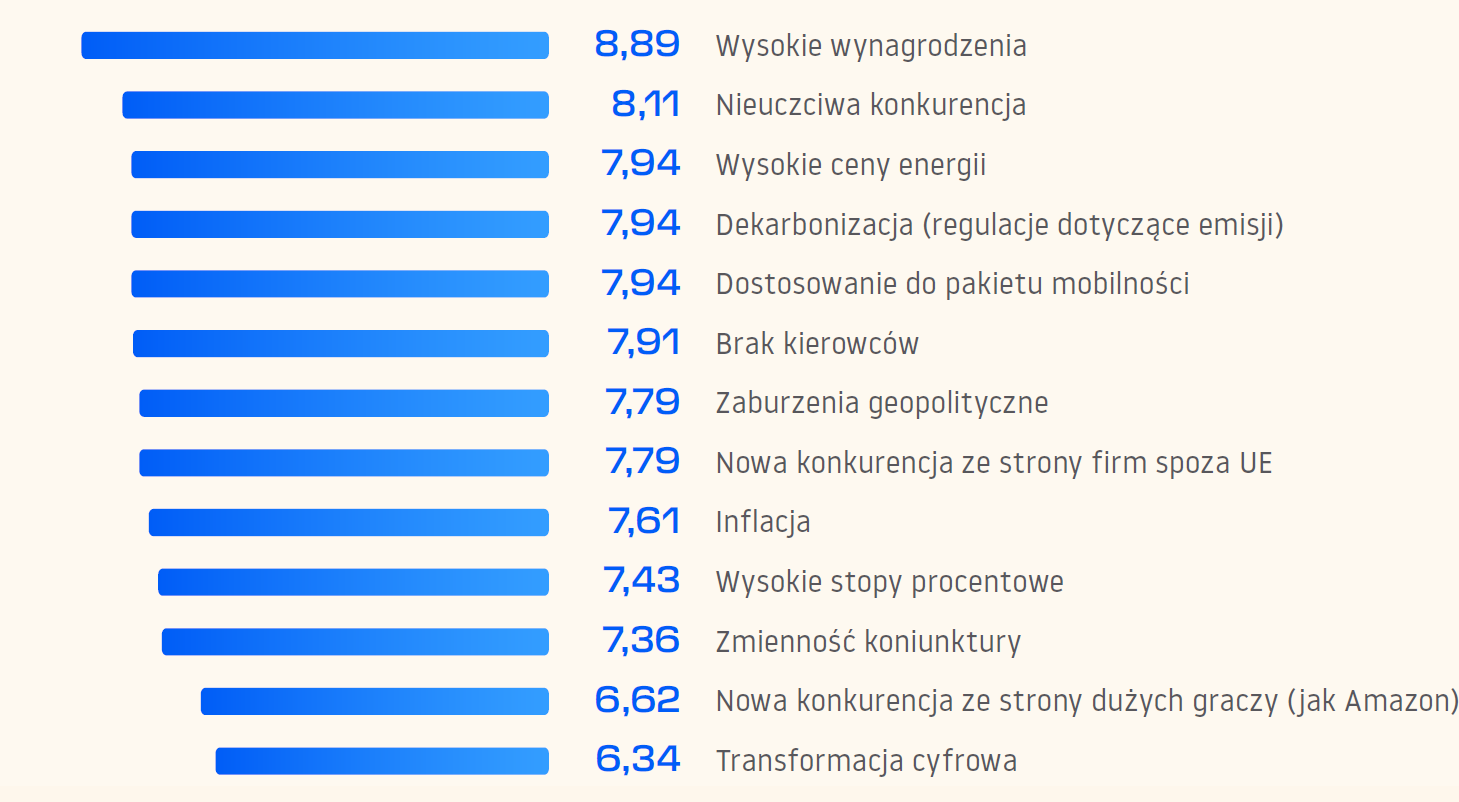 8,89 Wysokie wynagrodzenia
8,11 Nieuczciwa konkurencja
7,94 Wysokie ceny energii
7,94 Dekarbonizacja (regulacje dotyczące emisji)
7,94 Dostosowanie do pakietu mobilności
7,91 Brak kierowców
7,79 Zaburzenia geopolityczne
7,79 Nowa konkurencja ze strony firm spoza UE
7,61 Inflacja
7,43 Wysokie stopy procentowe
7,36 Zmienność koniunktury
6,62 Nowa konkurencja ze strony dużych graczy (jak Amazon)
6,34 Transformacja cyfrowa